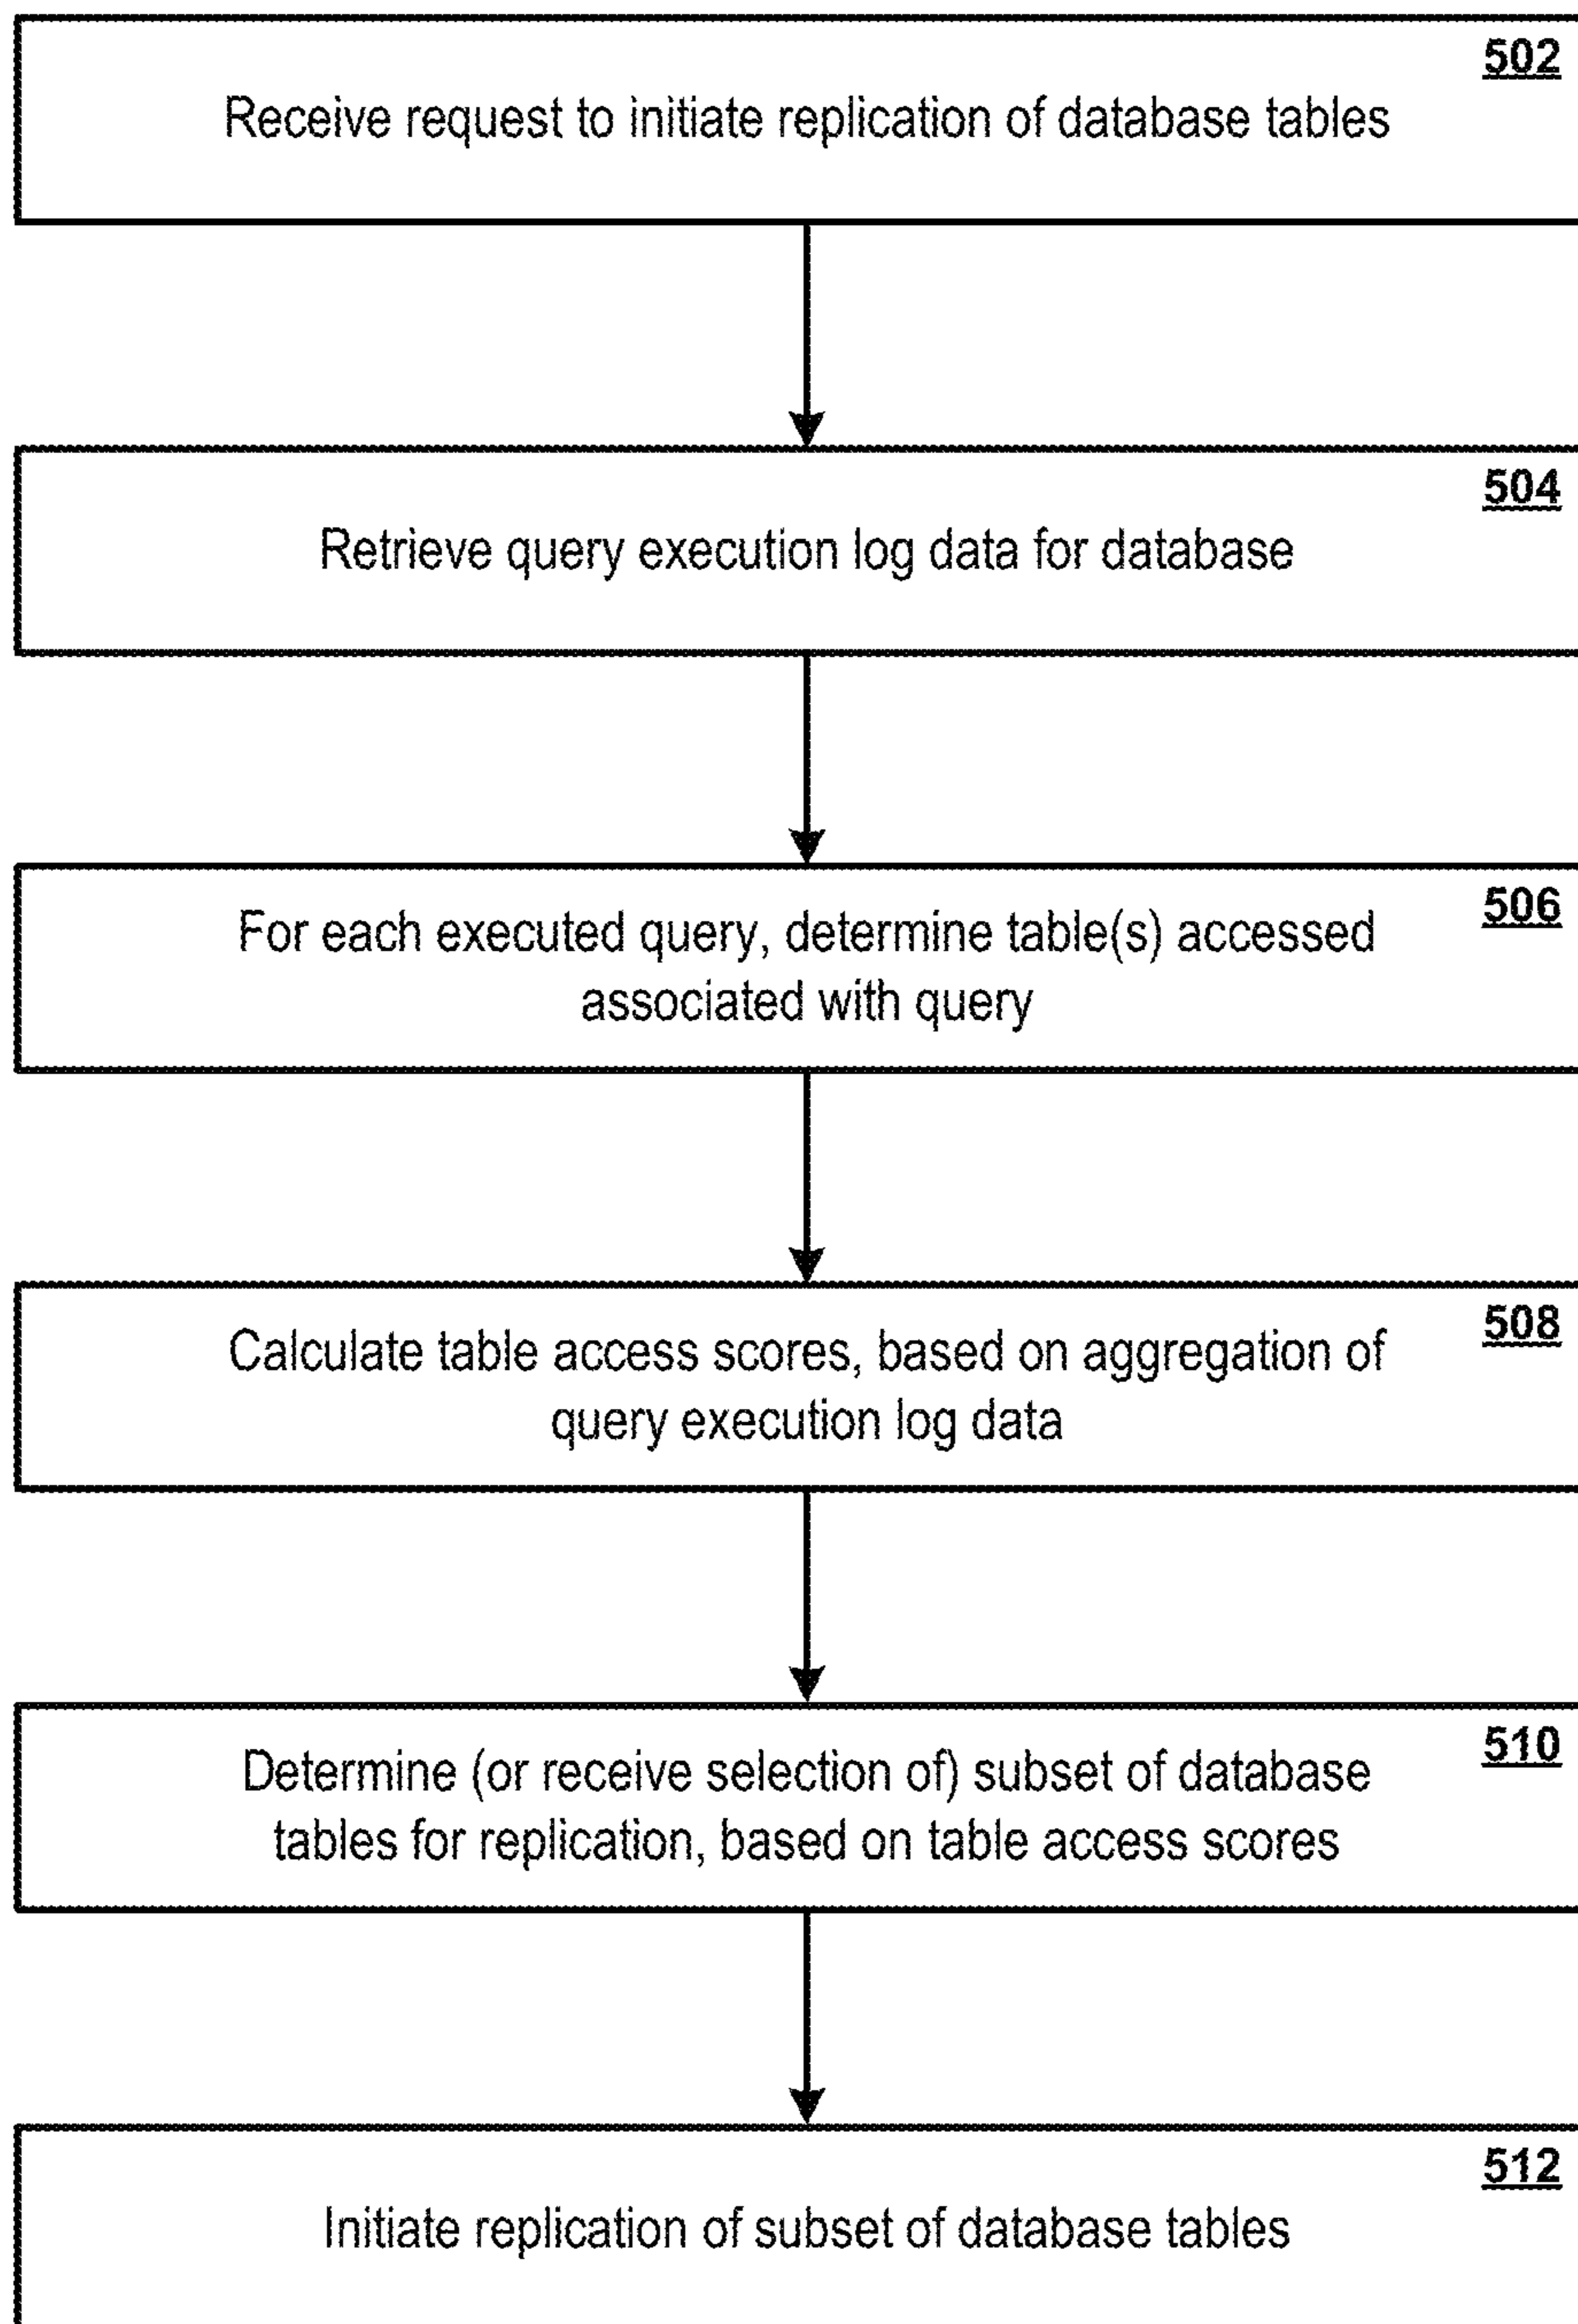 502
Receive request to initiate replication of database tables
504
Retrieve query execution log data for database
506
For each executed query, determine table(s) accessed
associated with query
508
Calculate table access scores, based on aggregation of
query execution log data
510
Determine (or receive selection of) subset of database
tables for replication, based on table access scores
512
Initiate replication of subset of database tables